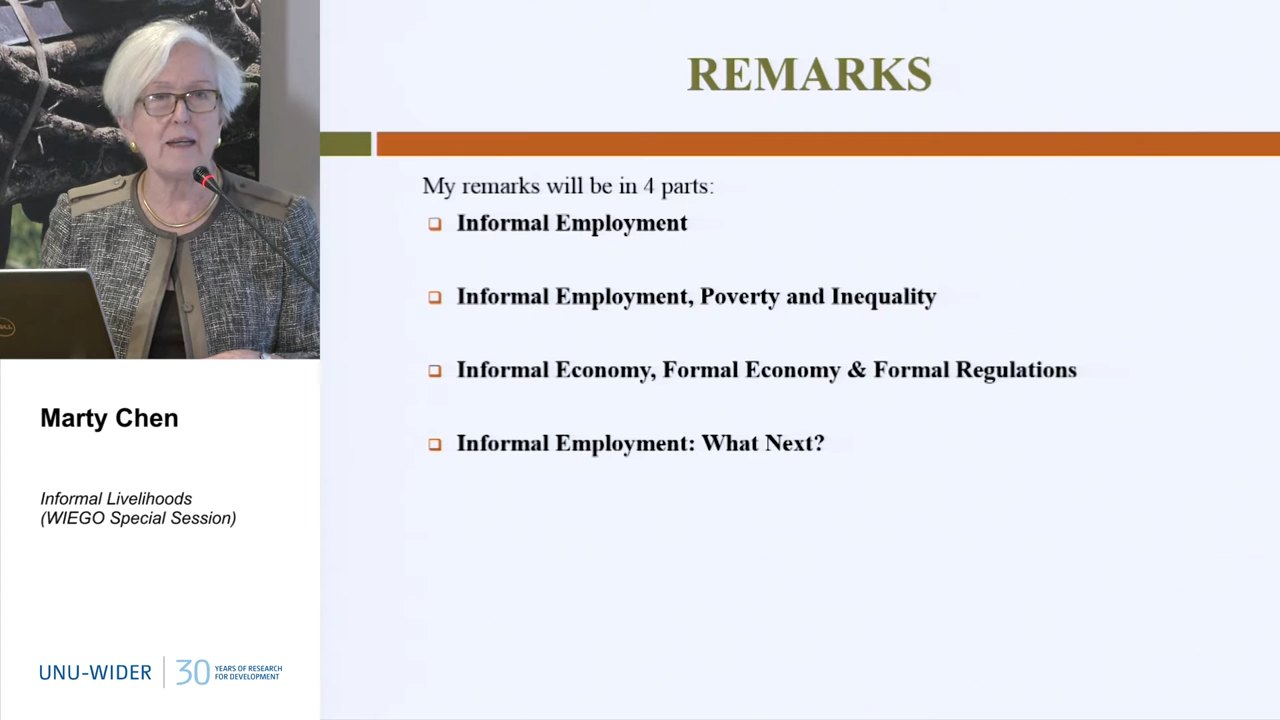 REMARKS
My remarks will be in 4 parts:
Informal Employment
Informal Employment, Poverty and Inequality
Informal Economy, Formal Economy & Formal Regulations
Informal Employment: What Next?
DELL
Marty Chen
Informal Livelihoods
(WIEGO Special Session)
UNU-WIDER
30
YEARS OF RESEARCH
FOR DEVELOPMENT